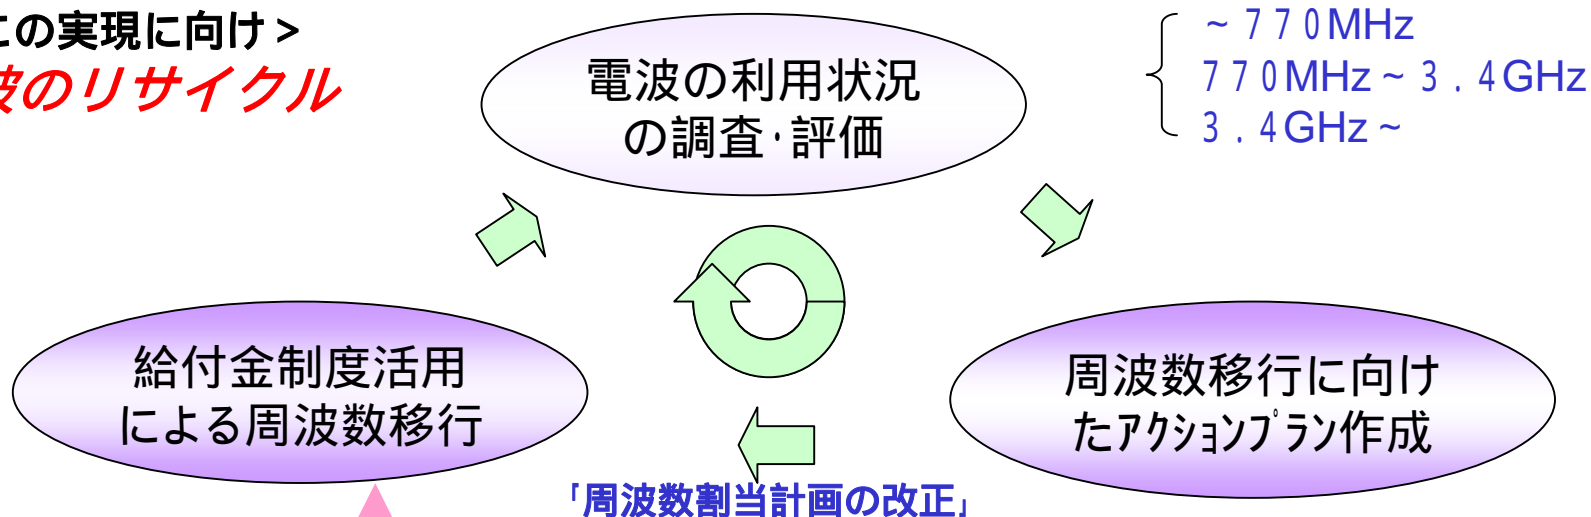 この実現に向け>
波のリサイクル
電波の利用状況
の調査・評価
~770MHz
770MHz~3.4GHz
3.4GHz~
給付金制度活用
による周波数移行
周波数移行に向け
たｱｸｼｮﾝﾌﾟﾗﾝ作成
「周波数割当計画の改正」